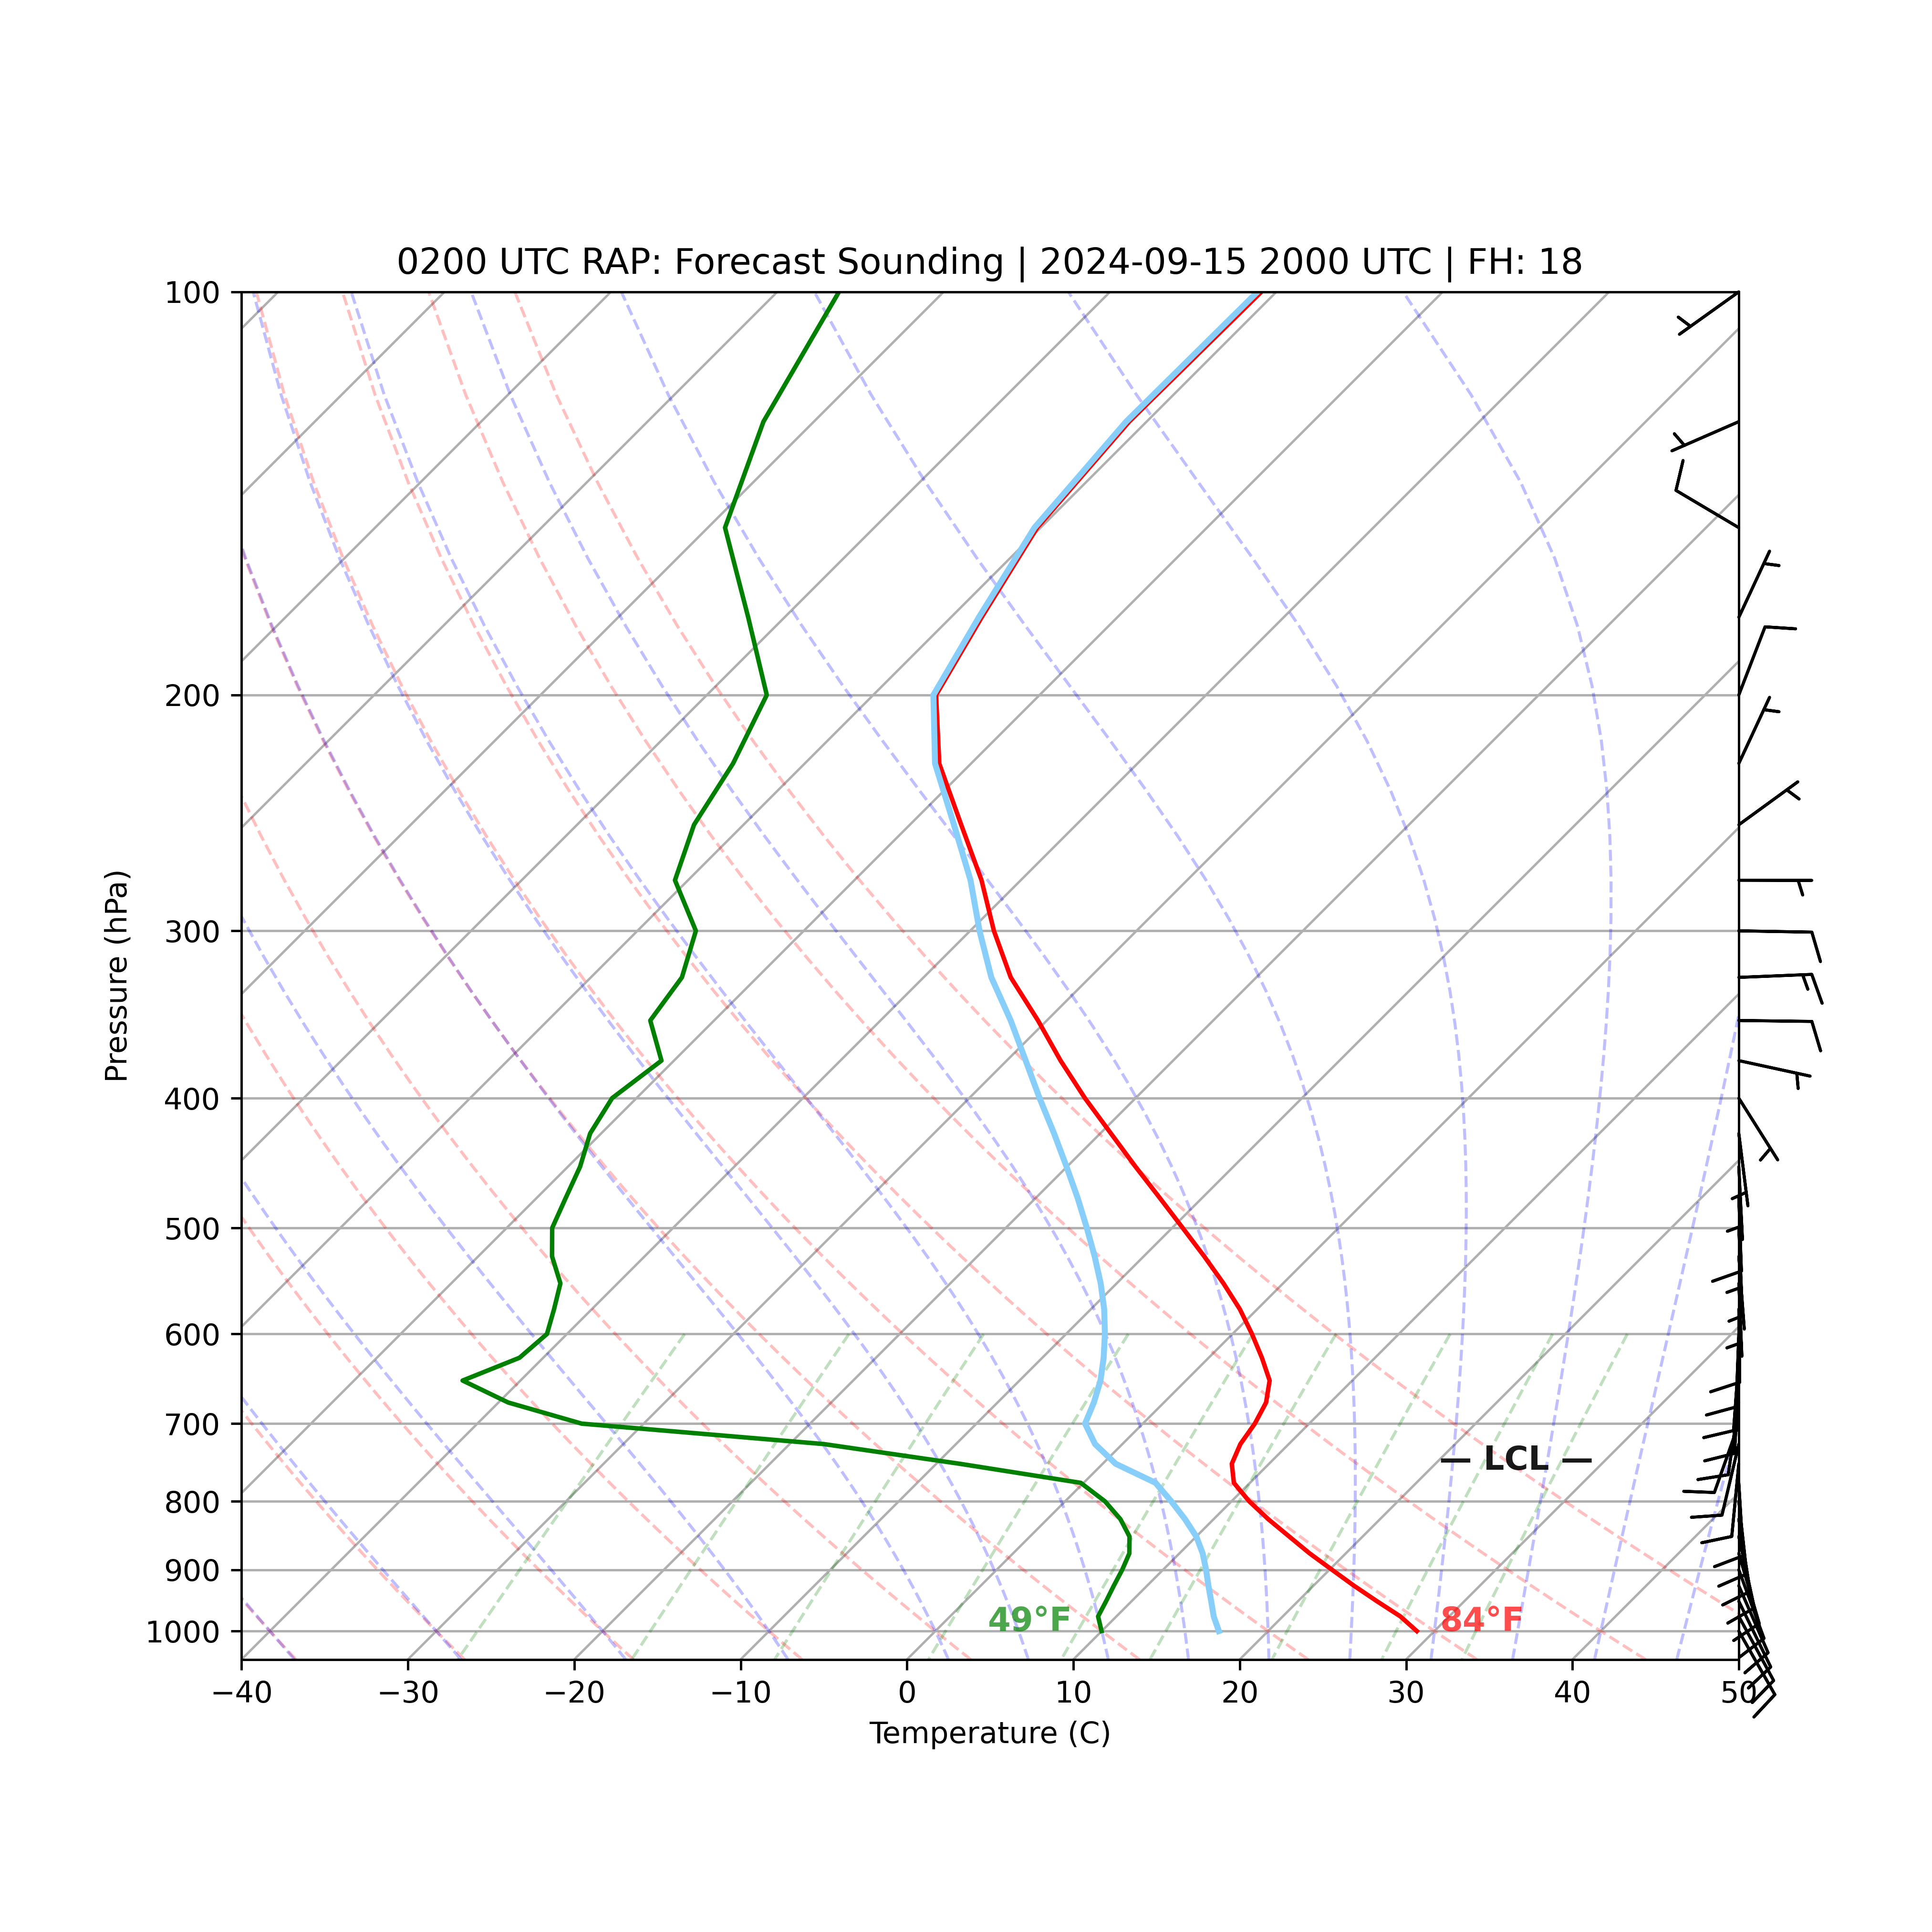 0200 UTC RAP: Forecast Sounding | 2024-09-15 2000 UTC | FH: 18
100
200
300
400
500
600
700
800
900
1000
Pressure (hPa)
— LCL —
49°F
84°F
−40 −30 −20 −10 0 10 20 30 40 50
Temperature (C)